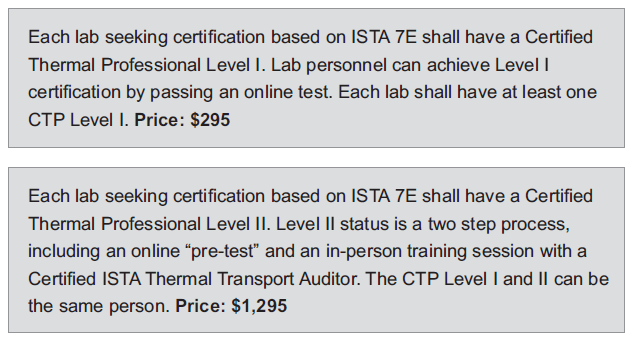 Each lab seeking certification based on ISTA 7E shall have a Certified
Thermal Professional Level I. Lab personnel can achieve Level I
certification by passing an online test. Each lab shall have at least one
CTP Level I. Price: $295
Each lab seeking certification based on ISTA 7E shall have a Certified
Thermal Professional Level II. Level II status is a two step process,
including an online “pre-test” and an in-person training session with a
Certified ISTA Thermal Transport Auditor. The CTP Level I and II can be
the same person. Price: $1,295